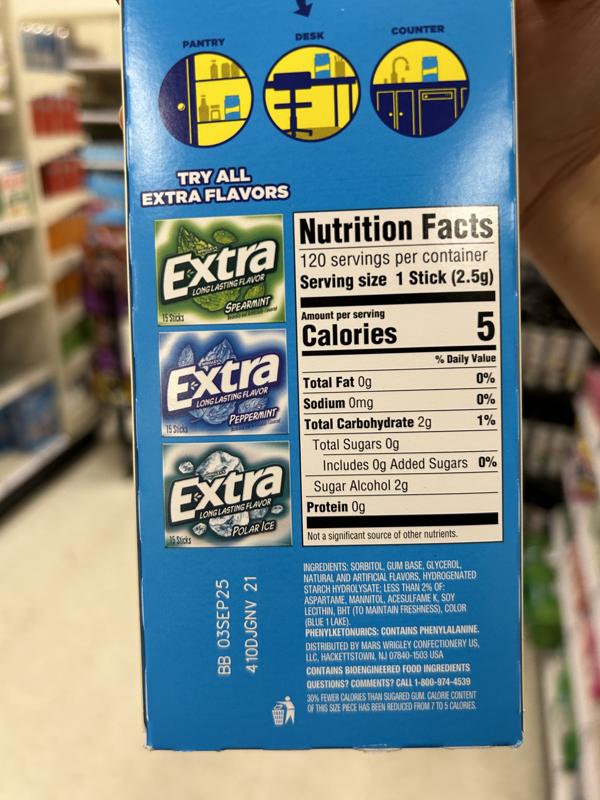 PANTRY
DESK
COUNTER
TRY ALL
EXTRA FLAVORS
Extra
LONG LASTING FLAVOR
SPEARMINT
15 Sticks
Extra
LONG LASTING FLAVOR
PEPPERMINT
15 Sticks
Extra
LONG LASTING FLAVOR
POLAR ICE
15 Sticks
Nutrition Facts
120 servings per container
Serving size 1 Stick (2.5g)
Amount per serving
Calories 5
% Daily Value
Total Fat 0g 0%
Sodium 0mg 0%
Total Carbohydrate 2g 1%
Total Sugars 0g
Includes 0g Added Sugars 0%
Sugar Alcohol 2g
Protein 0g
Not a significant source of other nutrients.
INGREDIENTS: SORBITOL, GUM BASE, GLYCEROL,
NATURAL AND ARTIFICIAL FLAVORS, HYDROGENATED
STARCH HYDROLYSATE; LESS THAN 2% OF:
ASPARTAME, MANNITOL, ACESULFAME K, SOY
LECITHIN, BHT (TO MAINTAIN FRESHNESS), COLOR
(BLUE 1 LAKE).
PHENYLKETONURICS: CONTAINS PHENYLALANINE.
DISTRIBUTED BY MARS WRIGLEY CONFECTIONERY US,
LLC, HACKETTSTOWN, NJ 07840-1503 USA
CONTAINS BIOENGINEERED FOOD INGREDIENTS
QUESTIONS? COMMENTS? CALL 1-800-974-4539
30% FEWER CALORIES THAN SUGARED GUM. CALORIE CONTENT
OF THIS SIZE PIECE HAS BEEN REDUCED FROM 7 TO 5 CALORIES.
BB 03SEP25
410DJGNV 21